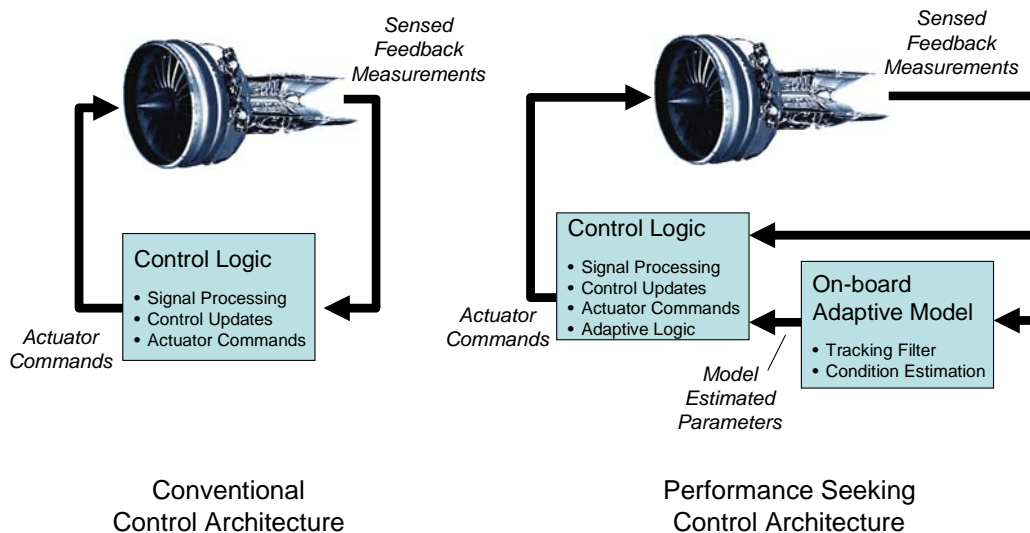 Sensed
Feedback
Measurements
Control Logic
• Signal Processing
• Control Updates
• Actuator Commands
Actuator
Commands
Conventional
Control Architecture
Sensed
Feedback
Measurements
Control Logic
• Signal Processing
• Control Updates
• Actuator Commands
• Adaptive Logic
On-board
Adaptive Model
• Tracking Filter
• Condition Estimation
Actuator
Commands
Model
Estimated
Parameters
Performance Seeking
Control Architecture